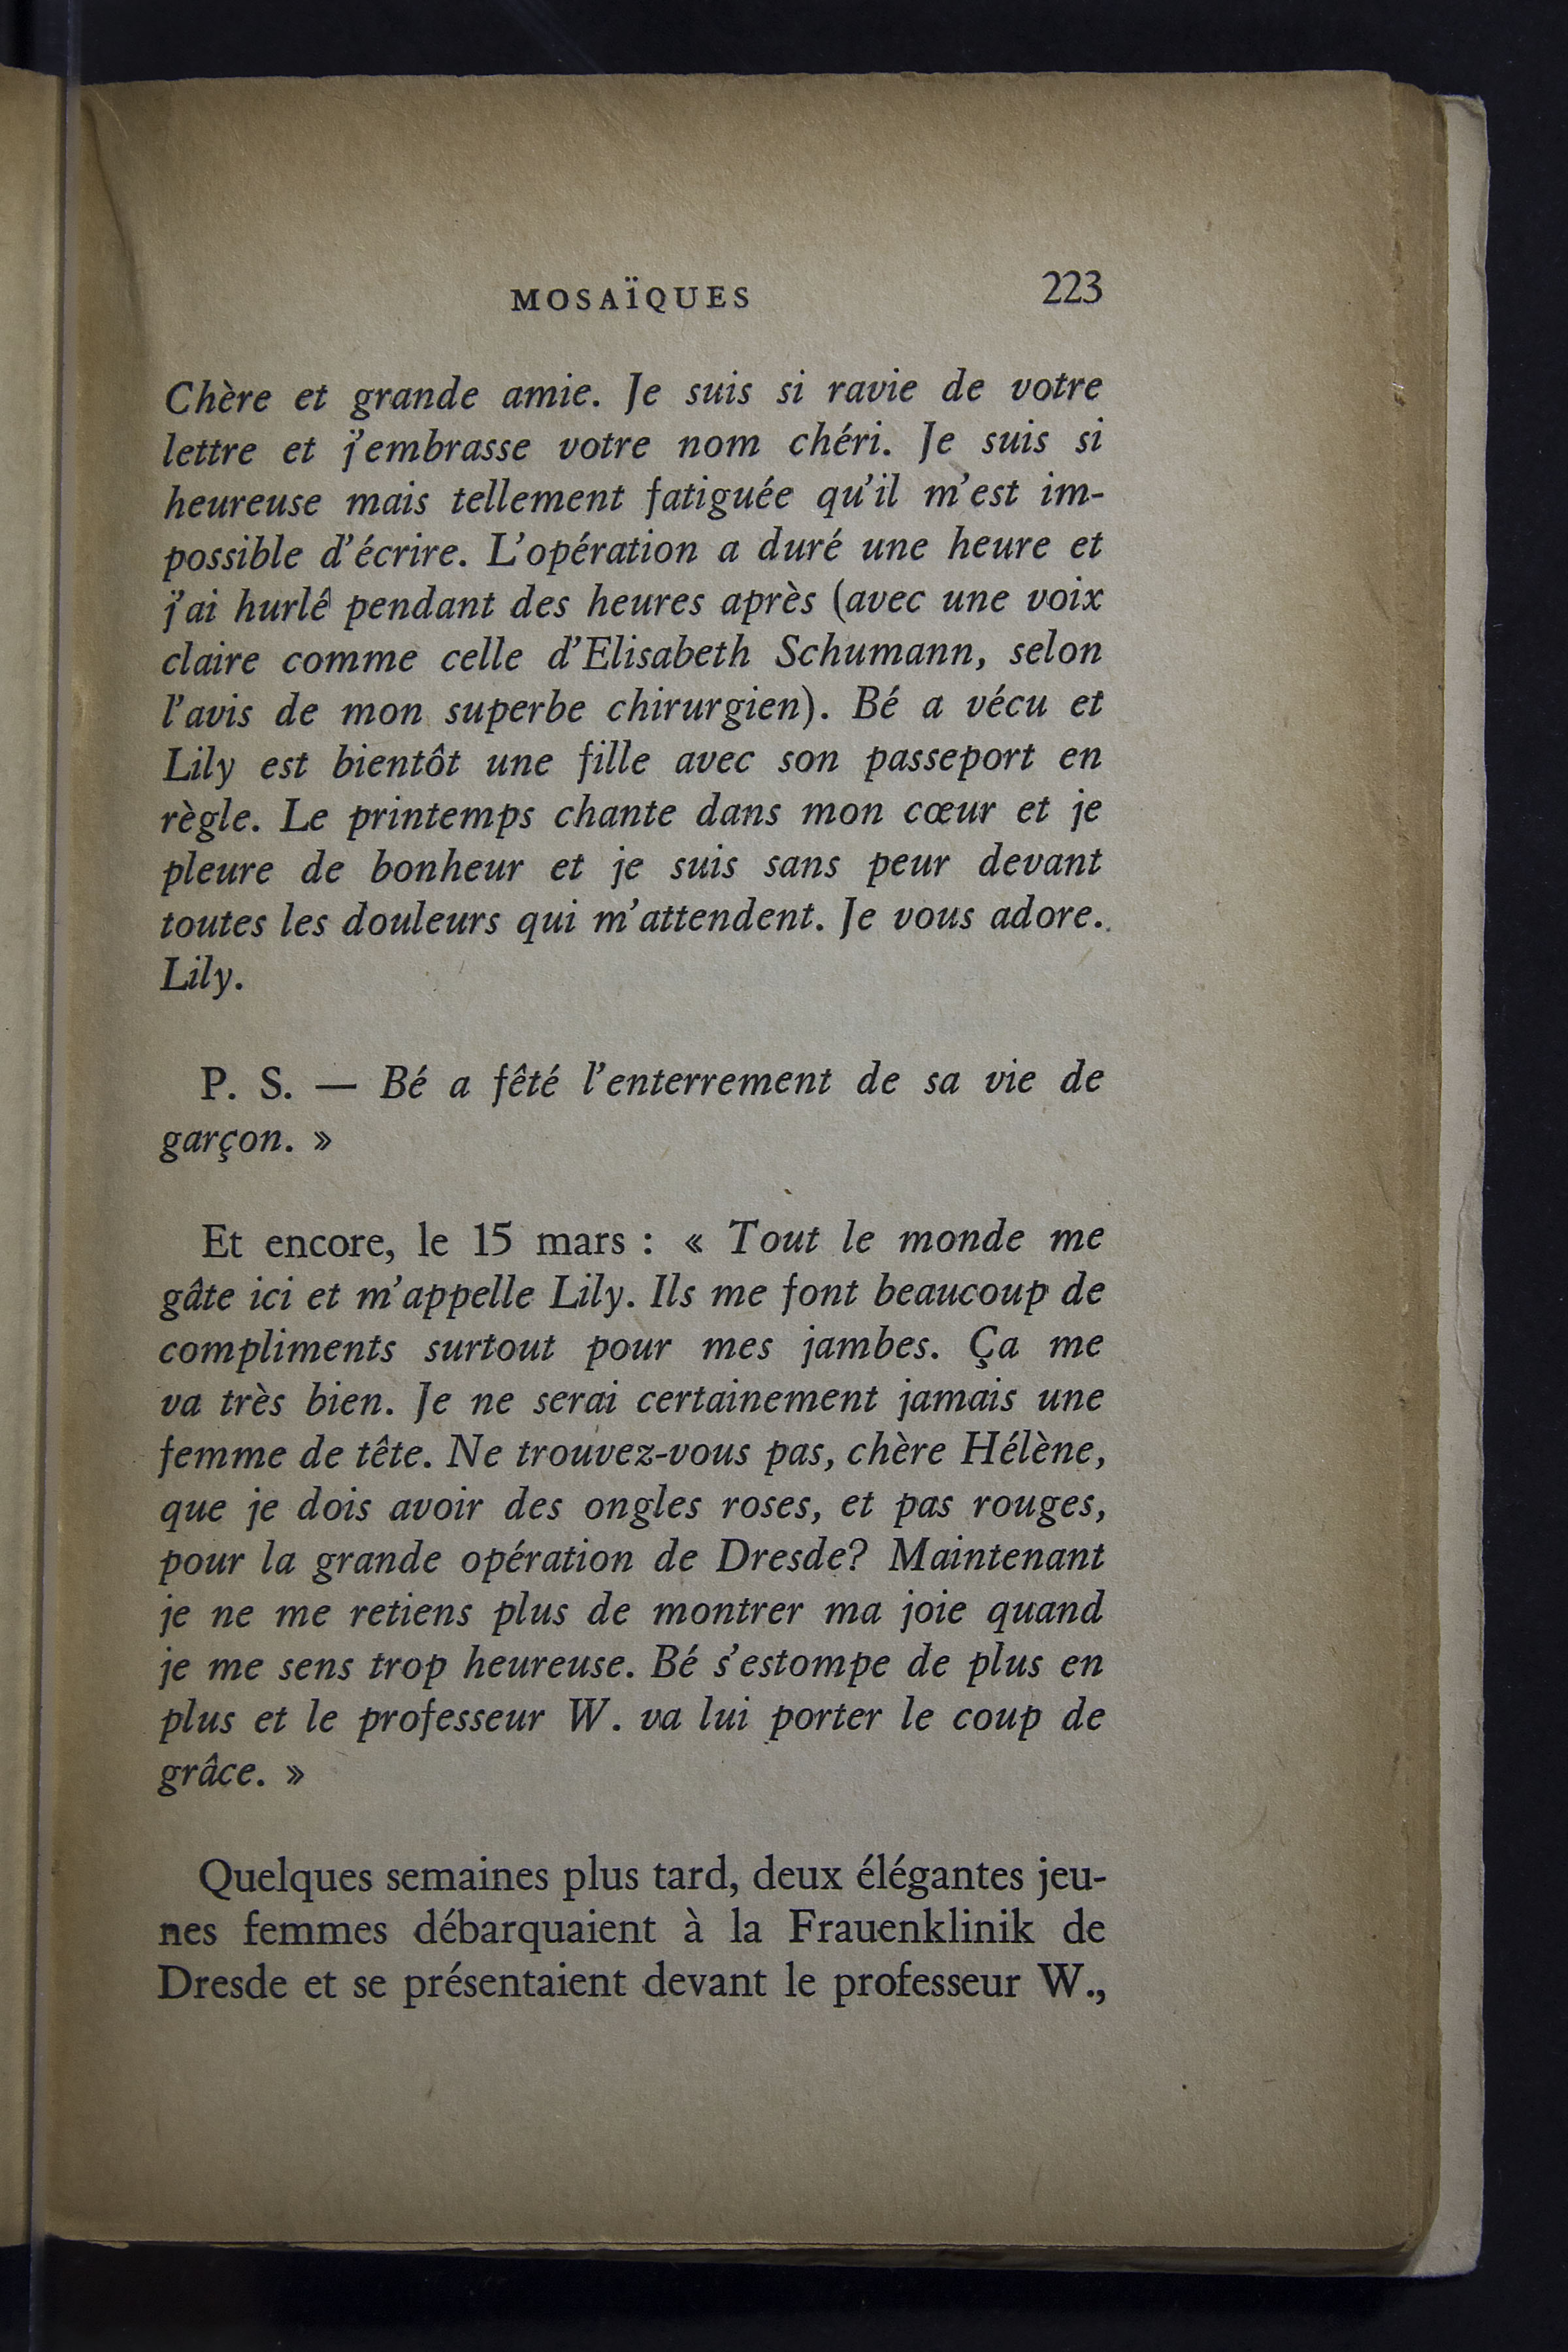 MOSAÏQUES 223
Chère et grande amie. Je suis si ravie de votre
lettre et j'embrasse votre nom chéri. Je suis si
heureuse mais tellement fatiguée qu'il m'est im-
possible d'écrire. L'opération a duré une heure et
j'ai hurlé pendant des heures après (avec une voix
claire comme celle d'Elisabeth Schumann, selon
l'avis de mon superbe chirurgien). Bé a vécu et
Lily est bientôt une fille avec son passeport en
règle. Le printemps chante dans mon cœur et je
pleure de bonheur et je suis sans peur devant
toutes les douleurs qui m'attendent. Je vous adore.
Lily.
P. S. — Bé a fêté l'enterrement de sa vie de
garçon. »
Et encore, le 15 mars : « Tout le monde me
gâte ici et m'appelle Lily. Ils me font beaucoup de
compliments surtout pour mes jambes. Ça me
va très bien. Je ne serai certainement jamais une
femme de tête. Ne trouvez-vous pas, chère Hélène,
que je dois avoir des ongles roses, et pas rouges,
pour la grande opération de Dresde? Maintenant
je ne me retiens plus de montrer ma joie quand
je me sens trop heureuse. Bé s'estompe de plus en
plus et le professeur W. va lui porter le coup de
grâce. »
Quelques semaines plus tard, deux élégantes jeu-
nes femmes débarquaient à la Frauenklinik de
Dresde et se présentaient devant le professeur W.,